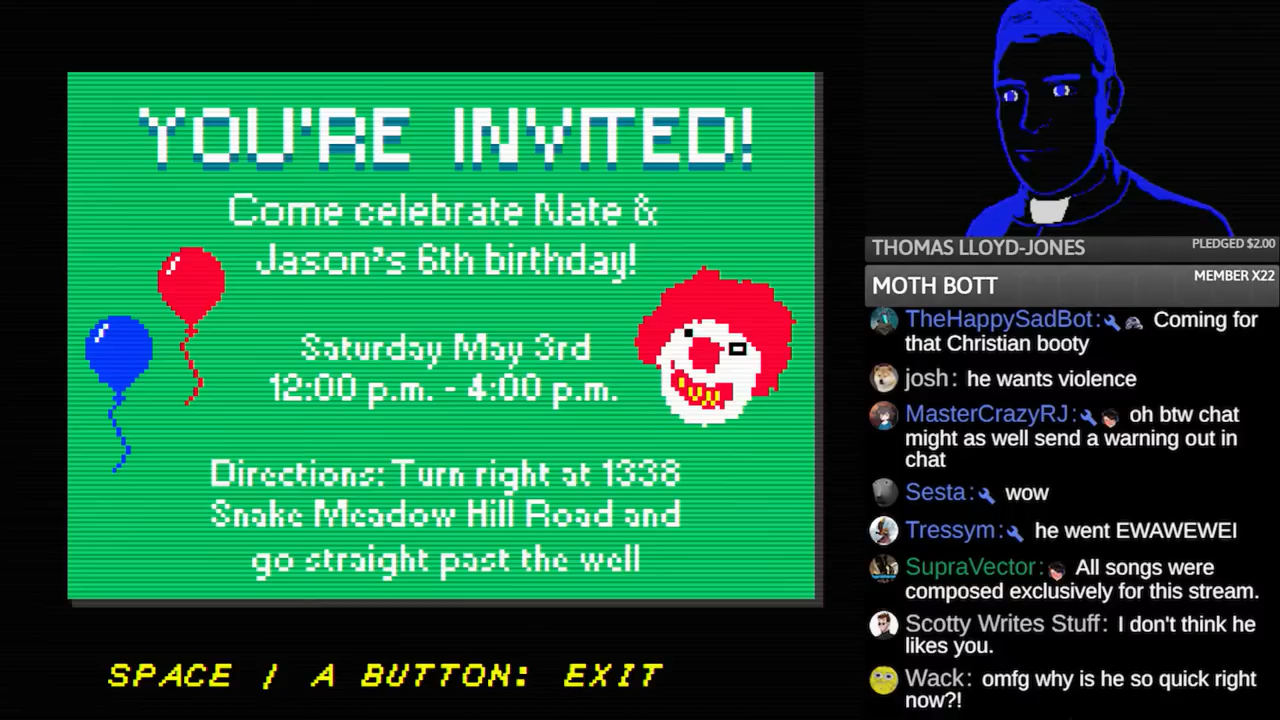 YOU'RE INVITED!
Come celebrate Nate &
Jason's 6th birthday!
Saturday May 3rd
12:00 p.m. - 4:00 p.m.
Directions: Turn right at 1338
Snake Meadow Hill Road and
go straight past the well
SPACE / A BUTTON: EXIT
THOMAS LLOYD-JONES PLEDGED $2.00
MOTH BOTT MEMBER X22
TheHappySadBot: Coming for
that Christian booty
josh: he wants violence
MasterCrazyRJ: oh btw chat
might as well send a warning out in
chat
Sesta: wow
Tressym: he went EWAWEWEI
SupraVector: All songs were
composed exclusively for this stream.
Scotty Writes Stuff: I don't think he
likes you.
Wack: omfg why is he so quick right
now?!